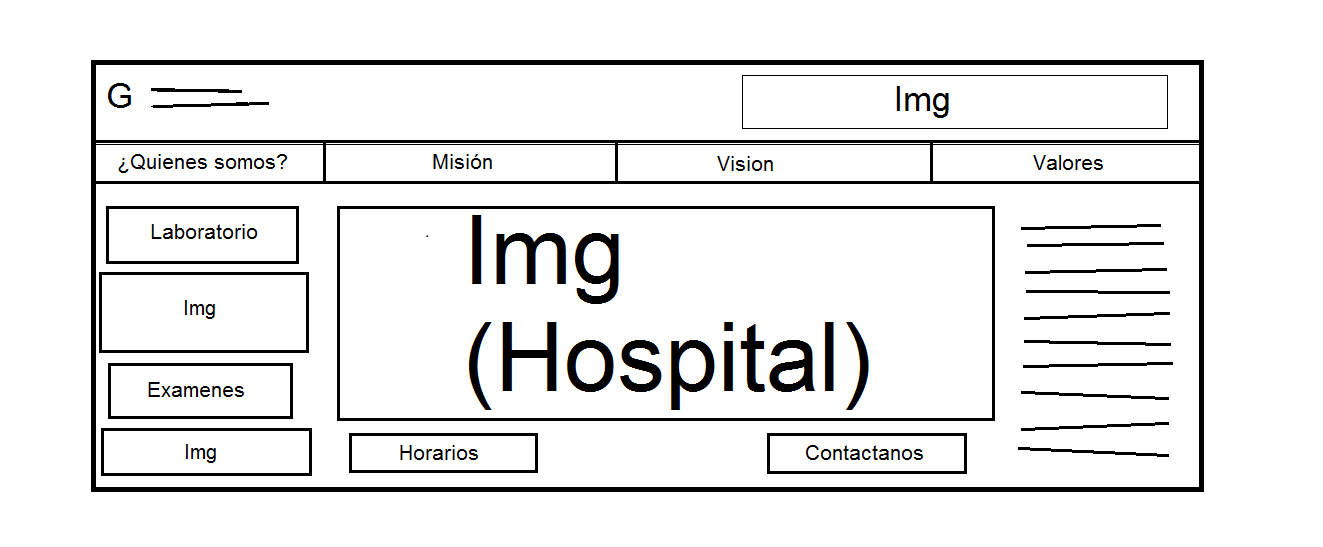 G
Img
¿Quienes somos?
Misión
Vision
Valores
Laboratorio
Img
Examenes
Img
Img
(Hospital)
Horarios
Contactanos